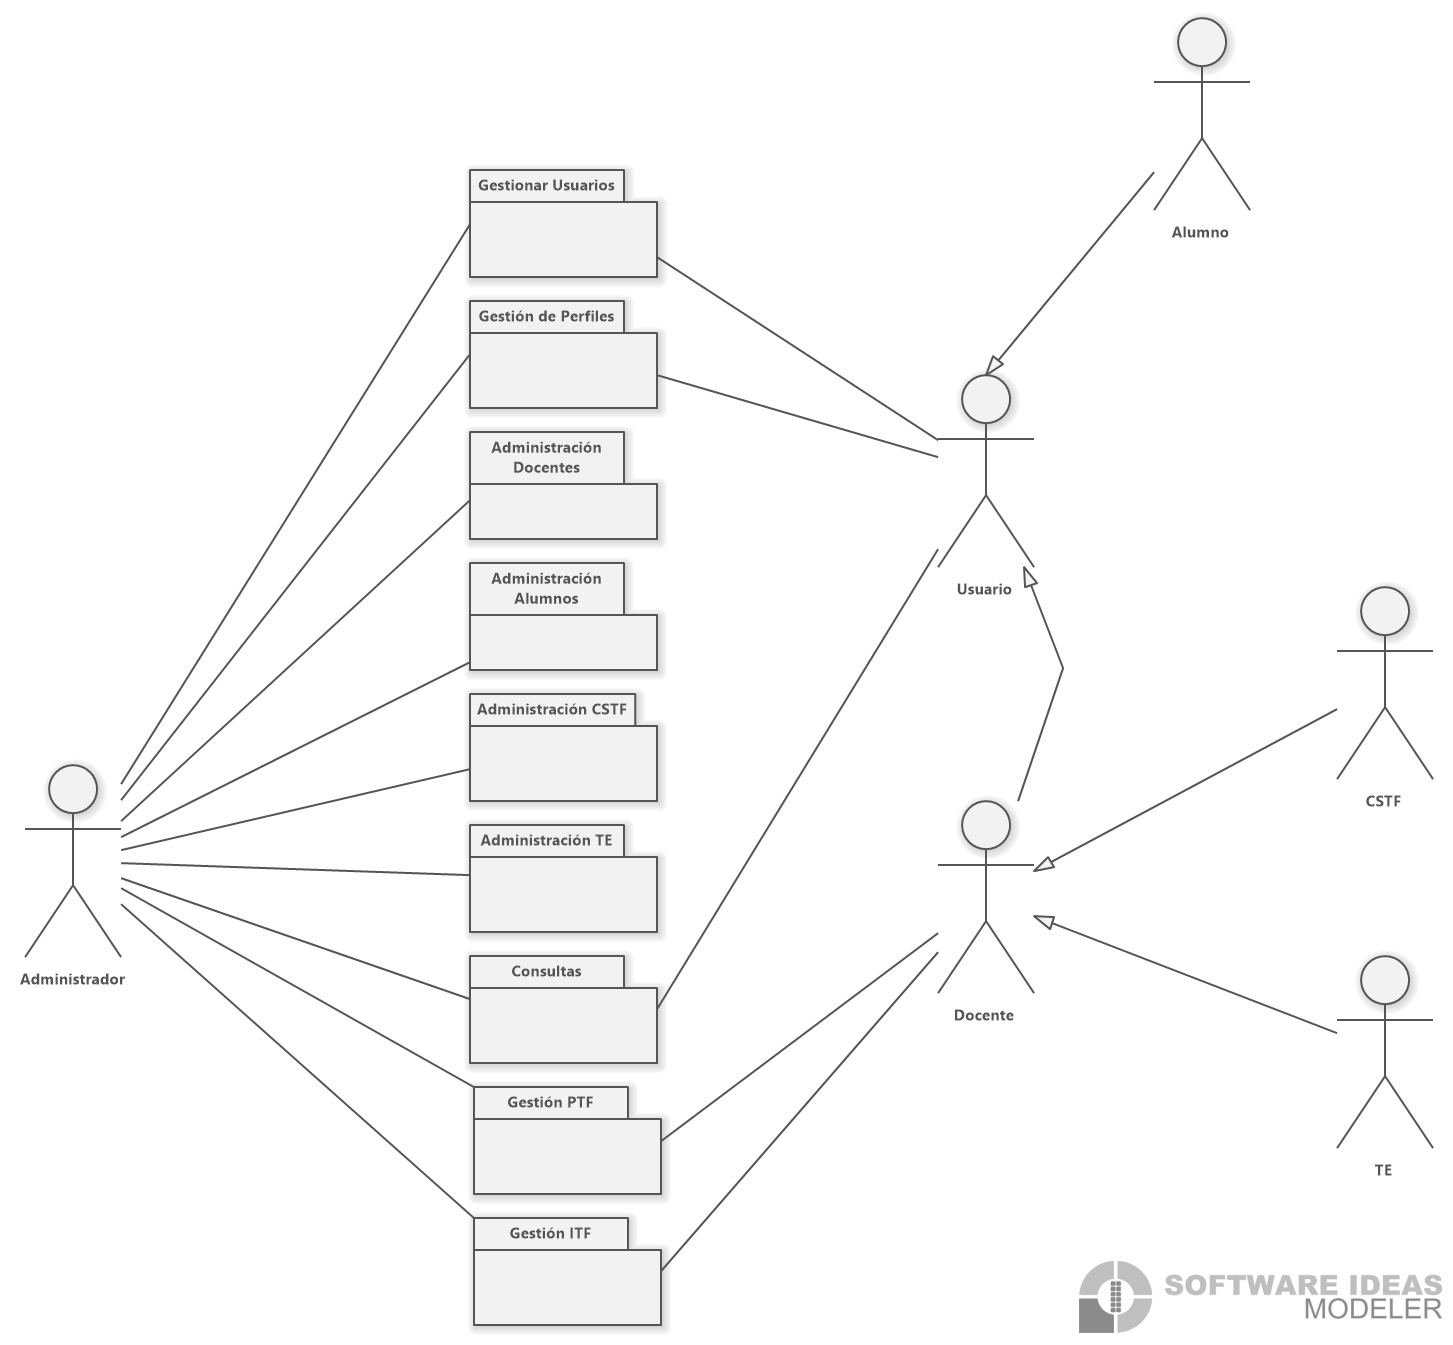 Alumno
Gestionar Usuarios
Gestión de Perfiles
Administración
Docentes
Usuario
Administración
Alumnos
Administración CSTF
CSTF
Administración TE
Administrador
Consultas
Docente
Gestión PTF
TE
Gestión ITF
SOFTWARE IDEAS
MODELER